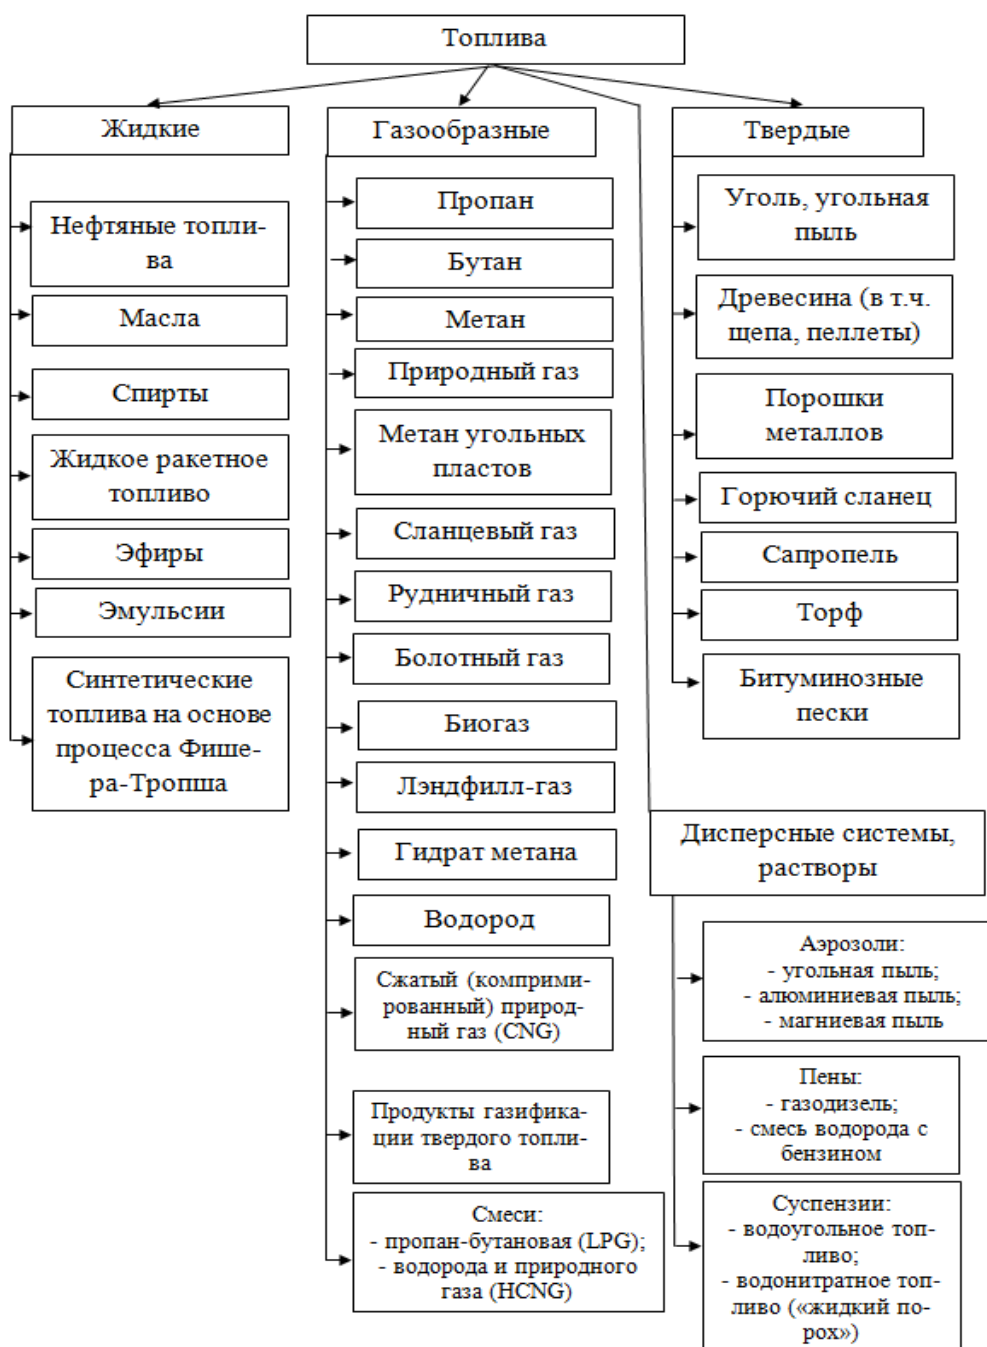 Топлива
Жидкие
Нефтяные топли-
ва
Масла
Спирты
Жидкое ракетное
топливо
Эфиры
Эмульсии
Синтетические
топлива на основе
процесса Фише-
ра-Тропша
Газообразные
Пропан
Бутан
Метан
Природный газ
Метан угольных
пластов
Сланцевый газ
Рудничный газ
Болотный газ
Биогаз
Лэндфилл-газ
Гидрат метана
Водород
Сжатый (комприми-
рованный) природ-
ный газ (CNG)
Продукты газифика-
ции твердого топли-
ва
Смеси:
- пропан-бутановая (LPG);
- водорода и природного
газа (HCNG)
Твердые
Уголь, угольная
пыль
Древесина (в т.ч.
щепа, пеллеты)
Порошки
металлов
Горючий сланец
Сапропель
Торф
Битуминозные
пески
Дисперсные системы,
растворы
Аэрозоли:
- угольная пыль;
- алюминиевая пыль;
- магниевая пыль
Пены:
- газодизель;
- смесь водорода с
бензином
Суспензии:
- водоугольное топ-
ливо;
- водонитратное топ-
ливо («жидкий по-
рох»)